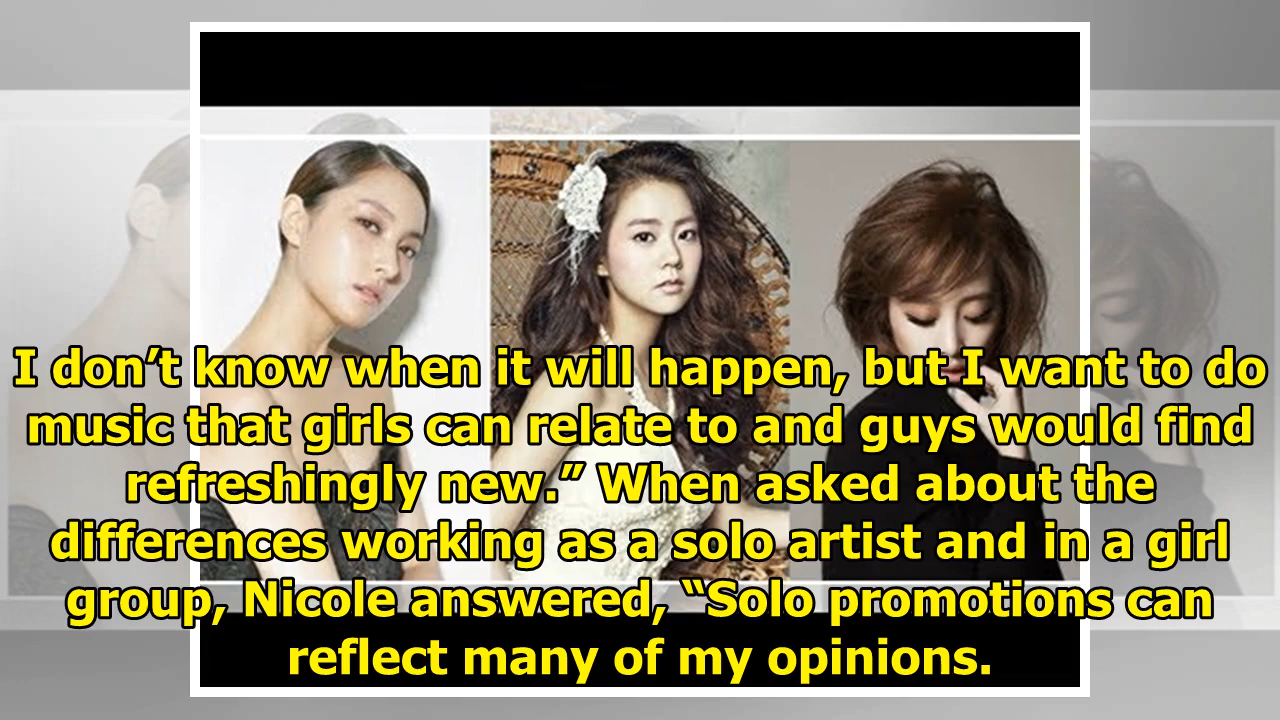 I don’t know when it will happen, but I want to do
music that girls can relate to and guys would find
refreshingly new.” When asked about the
differences working as a solo artist and in a girl
group, Nicole answered, “Solo promotions can
reflect many of my opinions.